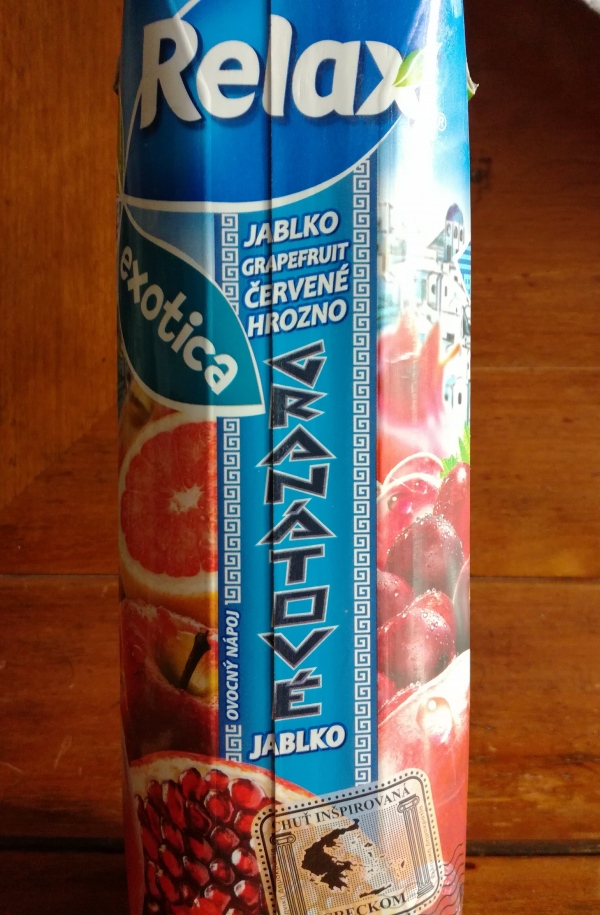 Relax®
exotica
JABLKO
GRAPEFRUIT
ČERVENÉ
HROZNO
GRANÁTOVÉ
JABLKO
OVOCNÝ NÁPOJ
CHUŤ INŠPIROVANÁ
GRÉCKOM